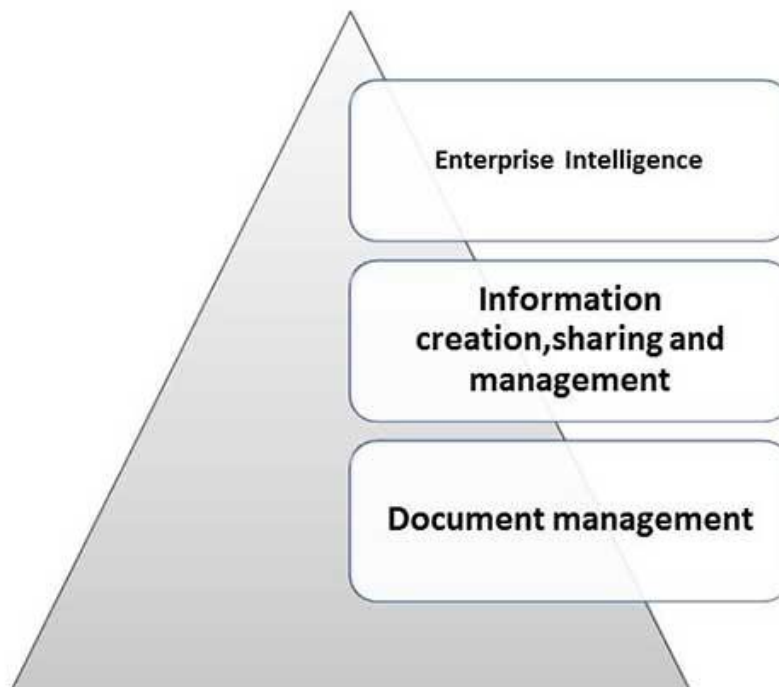 Enterprise Intelligence
Information
creation,sharing and
management
Document management